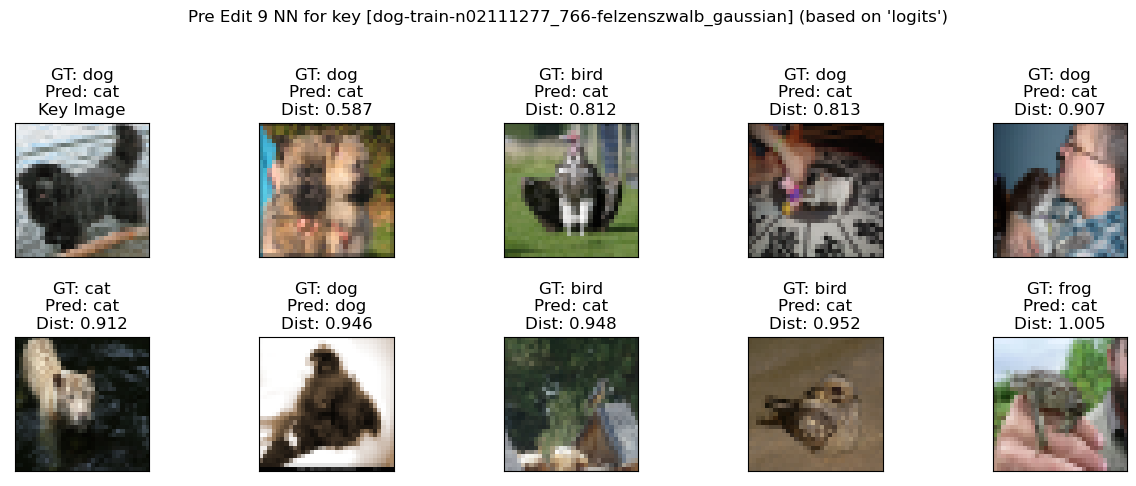 Pre Edit 9 NN for key [dog-train-n02111277_766-felzenszwalb_gaussian] (based on 'logits')
GT: dog
Pred: cat
Key Image
GT: dog
Pred: cat
Dist: 0.587
GT: bird
Pred: cat
Dist: 0.812
GT: dog
Pred: cat
Dist: 0.813
GT: dog
Pred: cat
Dist: 0.907
GT: cat
Pred: cat
Dist: 0.912
GT: dog
Pred: dog
Dist: 0.946
GT: bird
Pred: cat
Dist: 0.948
GT: bird
Pred: cat
Dist: 0.952
GT: frog
Pred: cat
Dist: 1.005